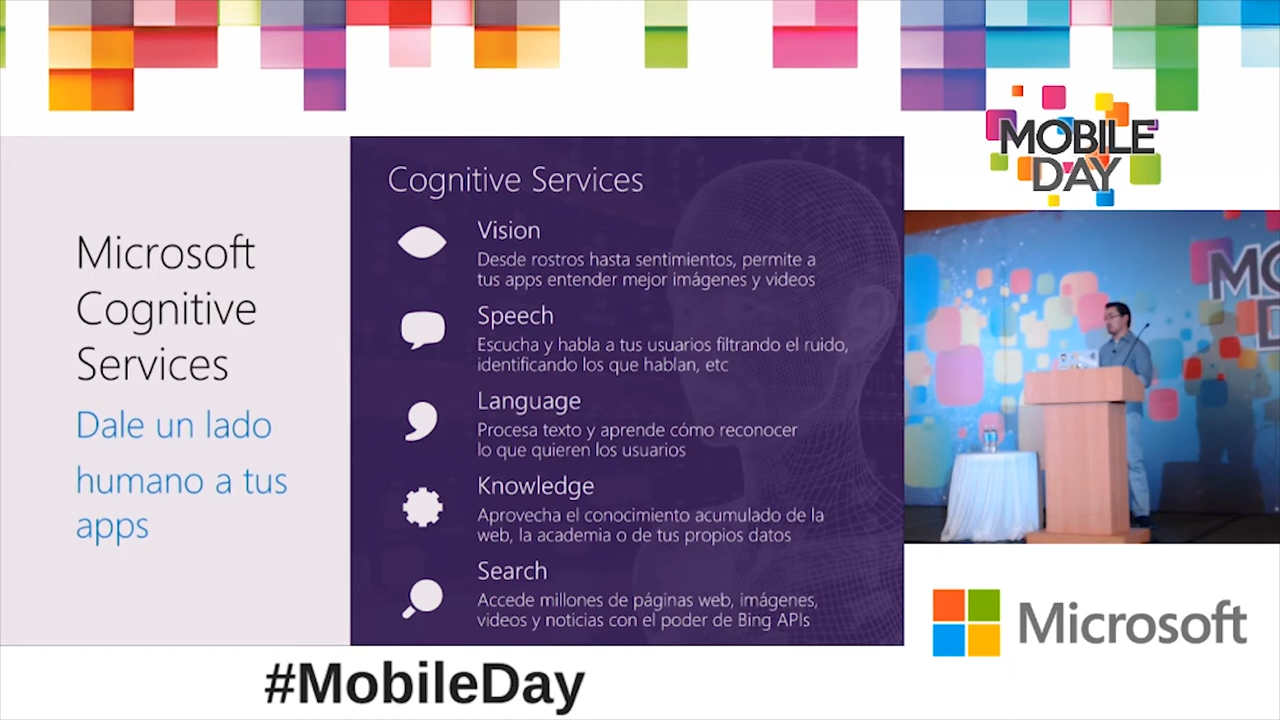 MOBILE
DAY
Microsoft
Cognitive
Services
Dale un lado
humano a tus
apps
Cognitive Services
Vision
Desde rostros hasta sentimientos, permite a
tus apps entender mejor imágenes y videos
Speech
Escucha y habla a tus usuarios filtrando el ruido,
identificando los que hablan, etc
Language
Procesa texto y aprende cómo reconocer
lo que quieren los usuarios
Knowledge
Aprovecha el conocimiento acumulado de la
web, la academia o de tus propios datos
Search
Accede millones de páginas web, imágenes,
videos y noticias con el poder de Bing APIs
MO
D
Microsoft
#MobileDay